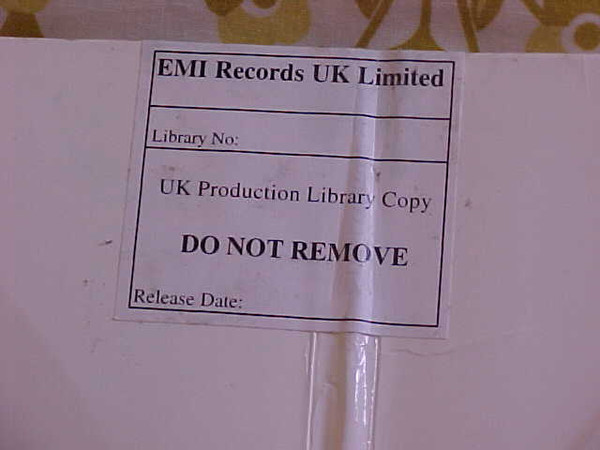 EMI Records UK Limited
Library No:
UK Production Library Copy
DO NOT REMOVE
Release Date: